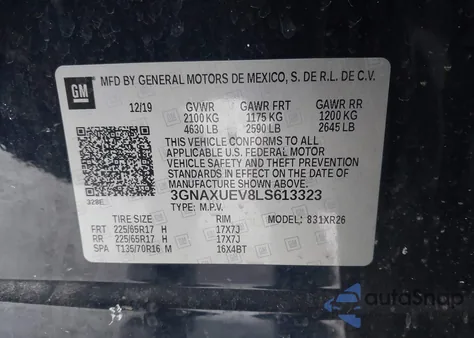 GM
MFD BY GENERAL MOTORS DE MEXICO, S. DE R.L. DE C.V.
12/19 GVWR GAWR FRT GAWR RR
2100 KG 1175 KG 1200 KG
4630 LB 2590 LB 2645 LB
THIS VEHICLE CONFORMS TO ALL
APPLICABLE U.S. FEDERAL MOTOR
VEHICLE SAFETY AND THEFT PREVENTION
STANDARDS IN EFFECT ON THE DATE OF
MANUFACTURE SHOWN ABOVE.
3GNAXUEV8LS613323
TYPE: M.P.V. MODEL: 831XR26
TIRE SIZE RIM
FRT 225/65R17 H 17X7J
RR 225/65R17 H 17X7J
SPA T135/70R16 M 16X4BT
autoSnap